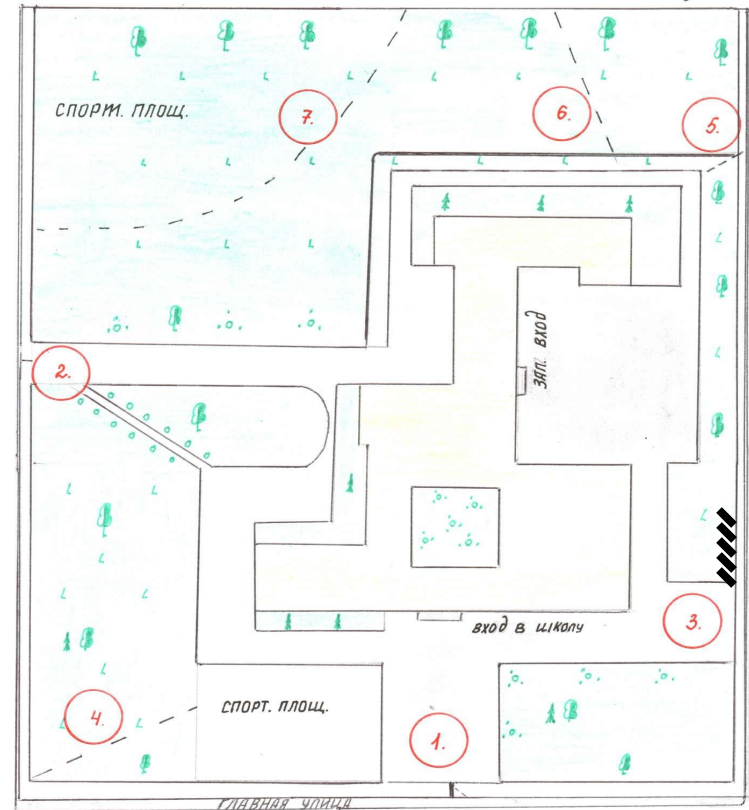 СПОРТ. ПЛОЩ.
7.
6.
5.
ЗАП. ВХОД
2.
3.
ВХОД В ШКОЛУ
4.
СПОРТ. ПЛОЩ.
1.
ГЛАВНАЯ УЛИЦА